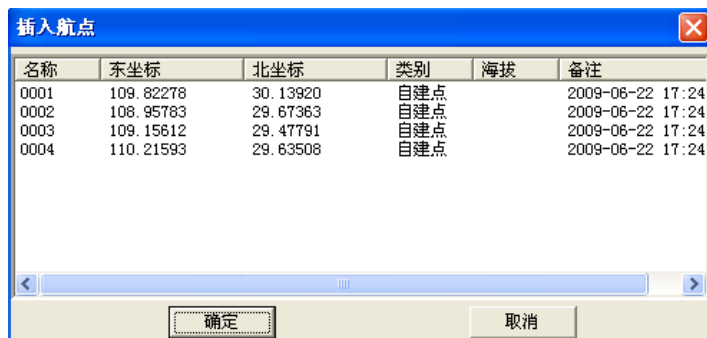 插入航点
名称 东坐标 北坐标 类别 海拔 备注
0001 109.82278 30.13920 自建点 2009-06-22 17:24
0002 108.95783 29.67363 自建点 2009-06-22 17:24
0003 109.15612 29.47791 自建点 2009-06-22 17:24
0004 110.21593 29.63508 自建点 2009-06-22 17:24
确定 取消